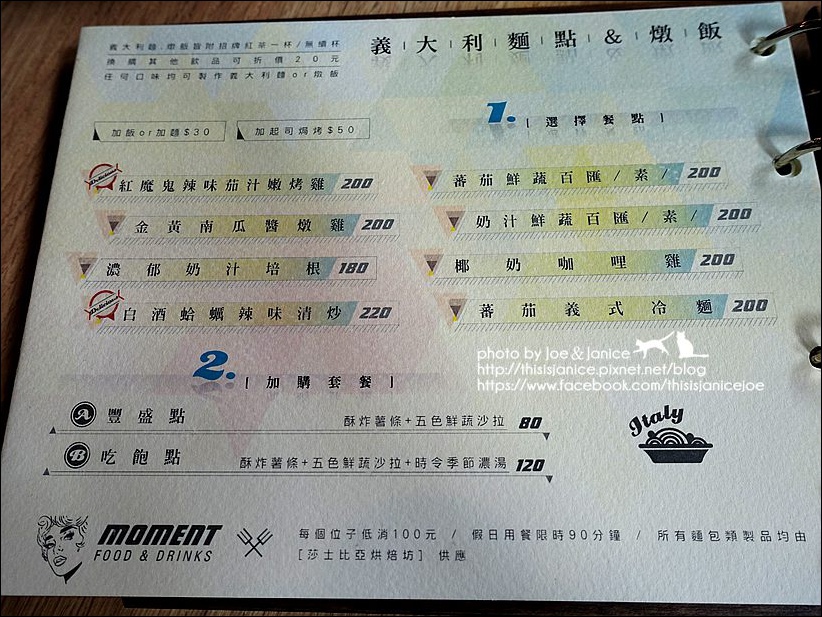 義大利麵點&燉飯
義大利麵.燉飯皆附招牌紅茶一杯/無續杯
換購其他飲品可折價20元
任何口味均可製作義大利麵or燉飯
加飯or加麵$30
加起司焗烤$50
1. [ 選擇餐點 ]
Delicious 紅魔鬼辣味茄汁嫩烤雞 200
金黃南瓜醬燉雞 200
濃郁奶汁培根 180
Delicious 白酒蛤蠣辣味清炒 220
蕃茄鮮蔬百匯/素/ 200
奶汁鮮蔬百匯/素/ 200
椰奶咖哩雞 200
蕃茄義式冷麵 200
photo by Joe & Janice
http://thisisjanice.pixnet.net/blog
https://www.facebook.com/thisisjanicejoe
2. [ 加購套餐 ]
A 豐盛點 酥炸薯條+五色鮮蔬沙拉 80
B 吃飽點 酥炸薯條+五色鮮蔬沙拉+時令季節濃湯 120
Italy
MOMENT
FOOD & DRINKS
每個位子低消100元 / 假日用餐限時90分鐘 / 所有麵包類製品均由
[莎士比亞烘焙坊] 供應